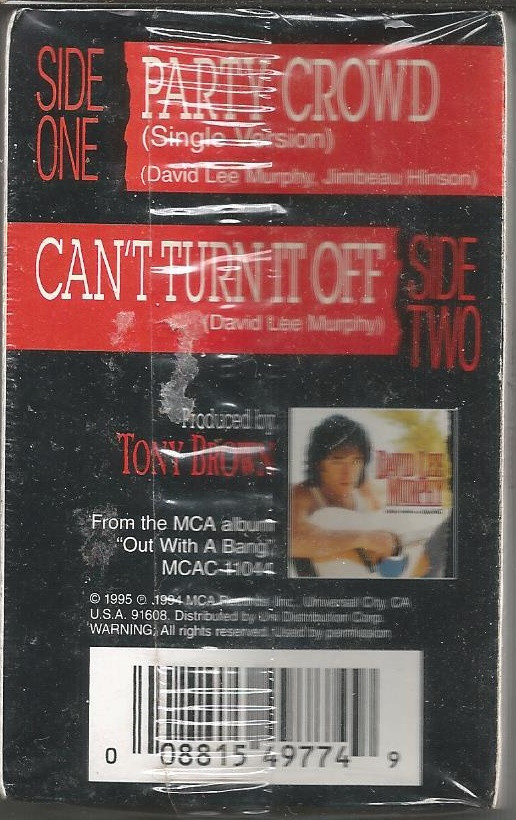 SIDE
ONE
PARTY CROWD
(Single Version)
(David Lee Murphy, Jimbeau Hinson)
CAN'T TURN IT OFF
(David Lee Murphy)
SIDE
TWO
Produced by
TONY BROWN
DAVID LEE
MURPHY
From the MCA album
"Out With A Bang"
MCAC-11044
© 1995 ℗ 1994 MCA Records, Inc., Universal City, CA
U.S.A. 91608. Distributed by Uni Distribution Corp.
WARNING: All rights reserved. Used by permission
0 08815 49774 9